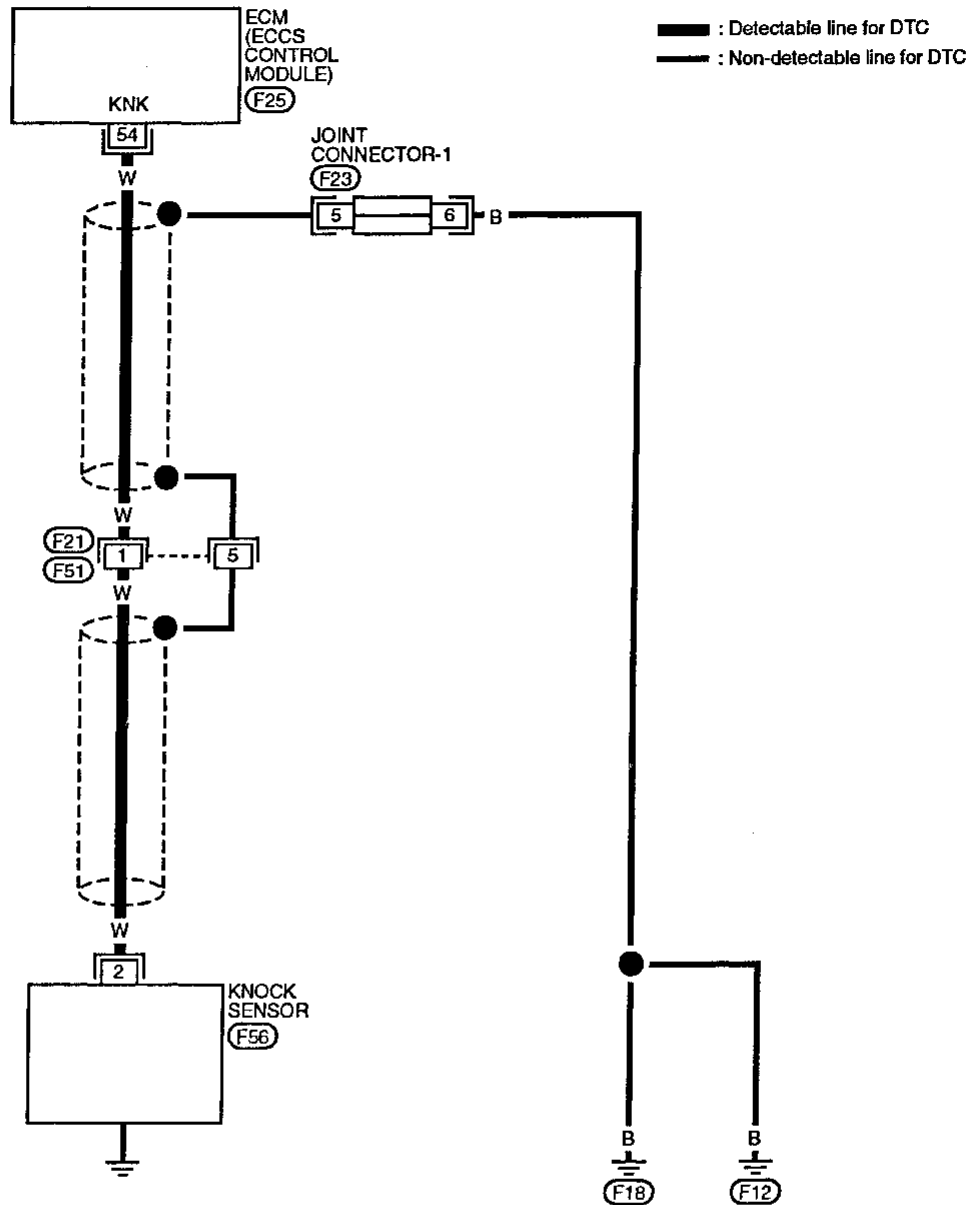 ECM
(ECCS
CONTROL
MODULE)
F25
KNK
54
W
: Detectable line for DTC
: Non-detectable line for DTC
JOINT
CONNECTOR-1
F23
5
6
B
W
F21
F51
1
5
W
W
2
KNOCK
SENSOR
F56
B
B
F18
F12